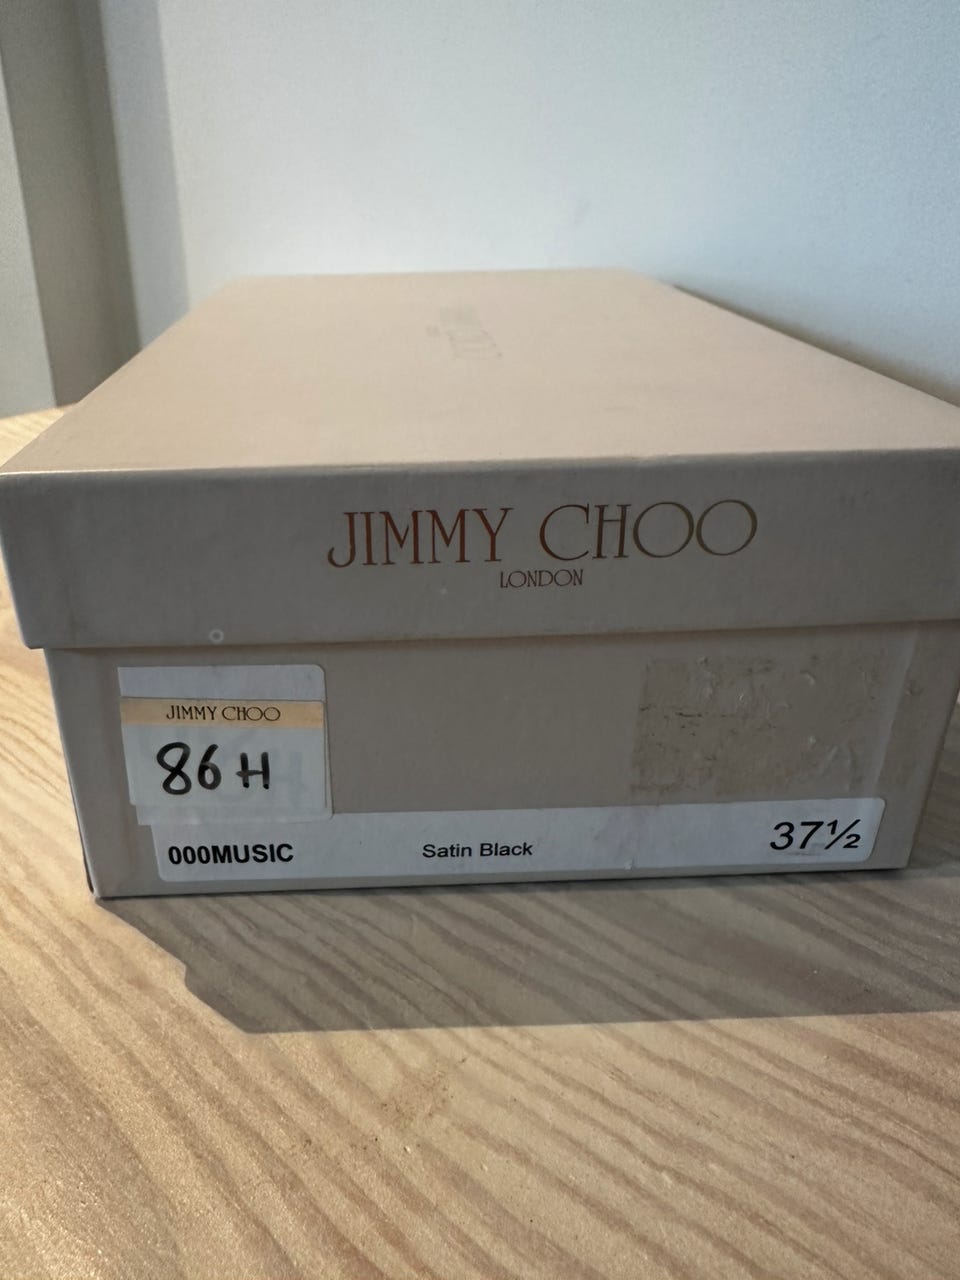 JIMMY CHOO
LONDON
JIMMY CHOO
86 H
000MUSIC Satin Black 37½